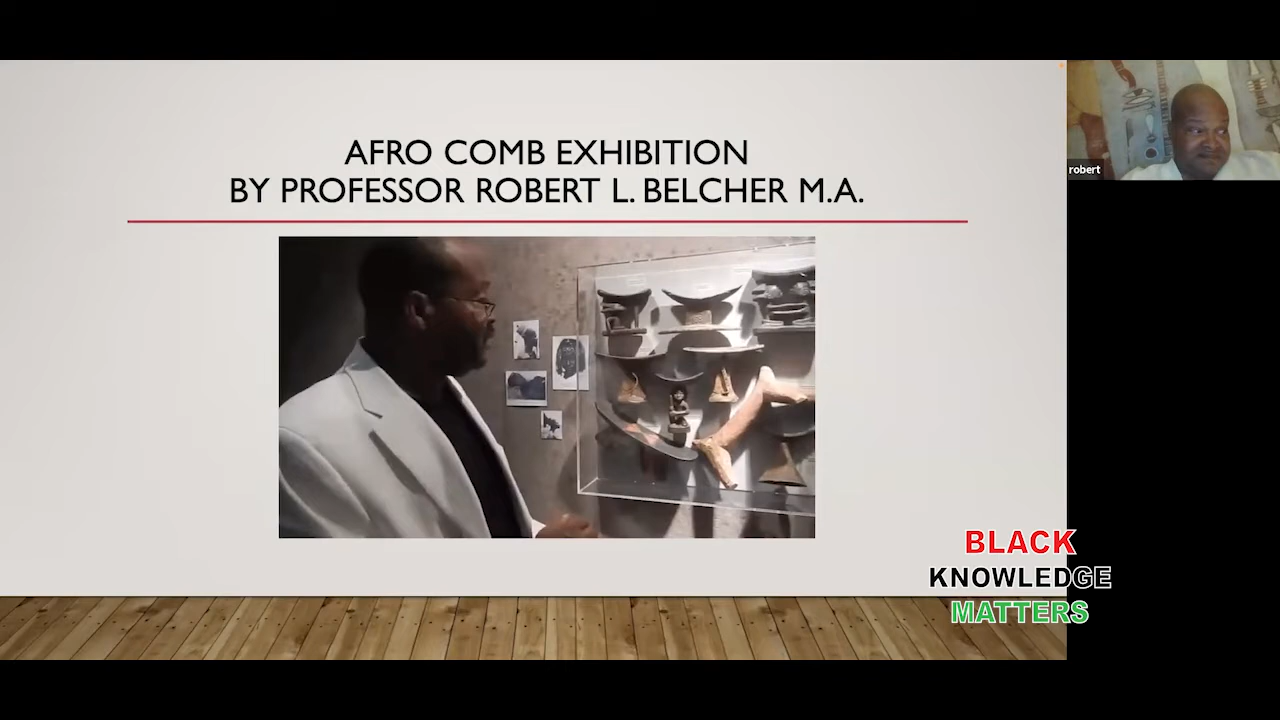 AFRO COMB EXHIBITION
BY PROFESSOR ROBERT L. BELCHER M.A.
robert
BLACK
KNOWLEDGE
MATTERS